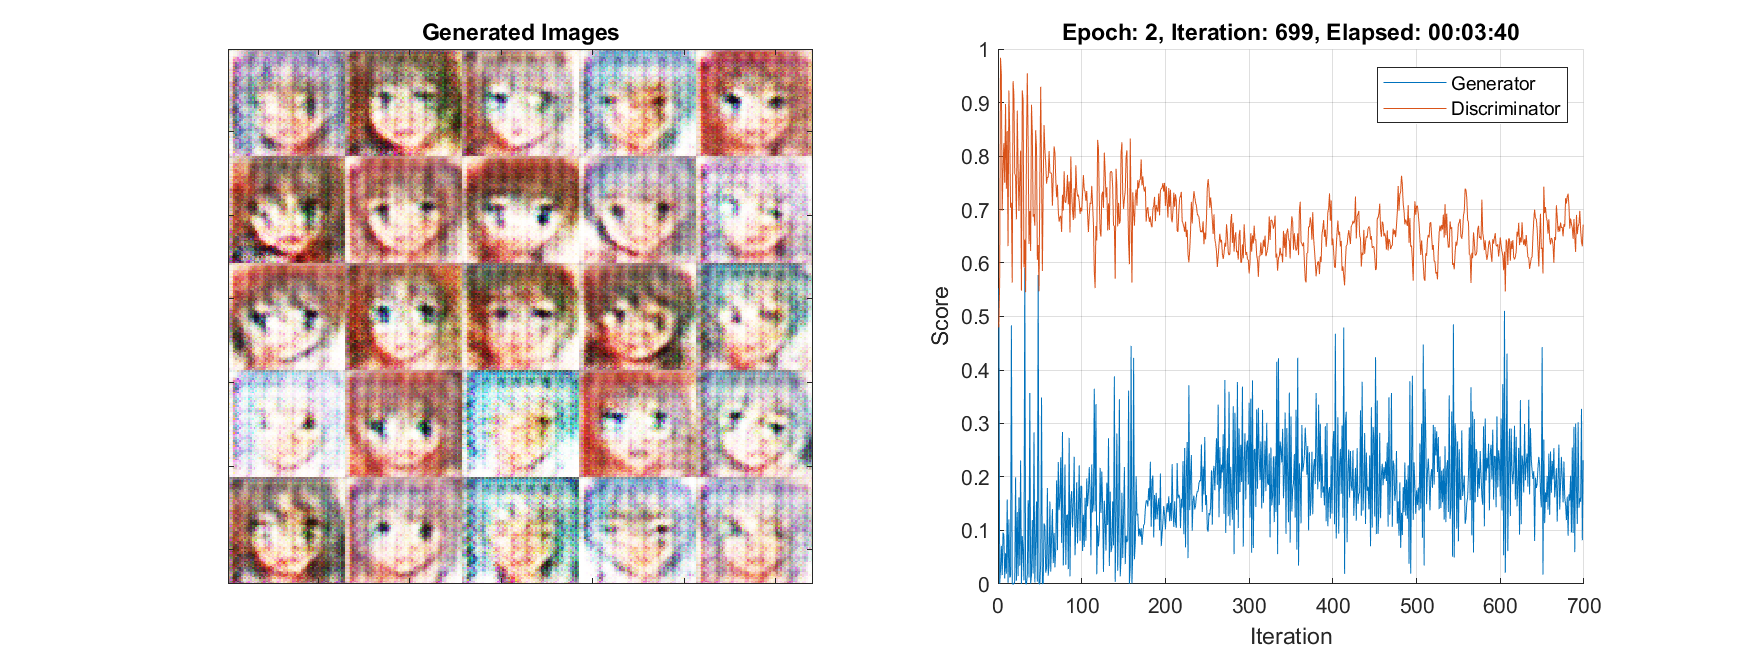 Generated Images
Epoch: 2, Iteration: 699, Elapsed: 00:03:40
1
0.9
0.8
0.7
0.6
0.5
0.4
0.3
0.2
0.1
0
Score
Generator
Discriminator
0 100 200 300 400 500 600 700
Iteration